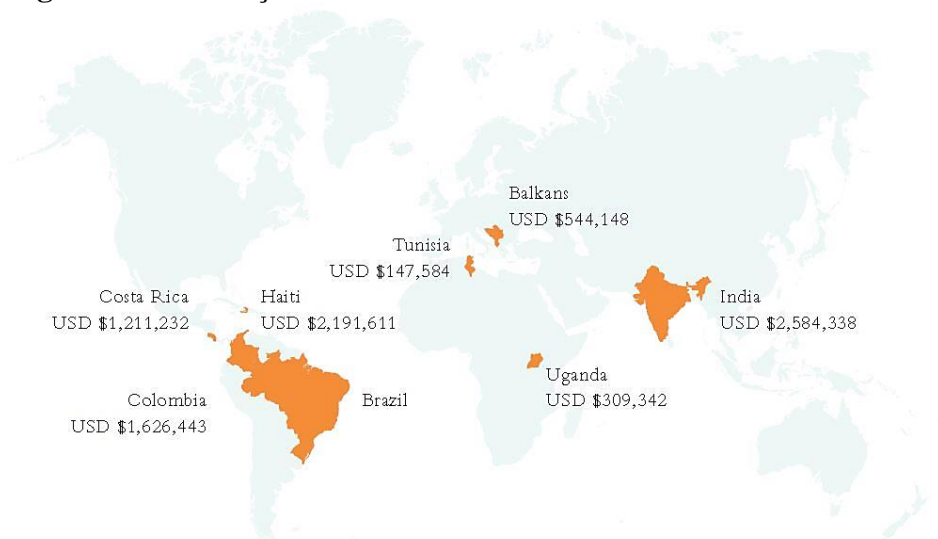 Balkans
USD $544,148
Tunisia
USD $147,584
Costa Rica
USD $1,211,232
Haiti
USD $2,191,611
India
USD $2,584,338
Uganda
USD $309,342
Colombia
USD $1,626,443
Brazil